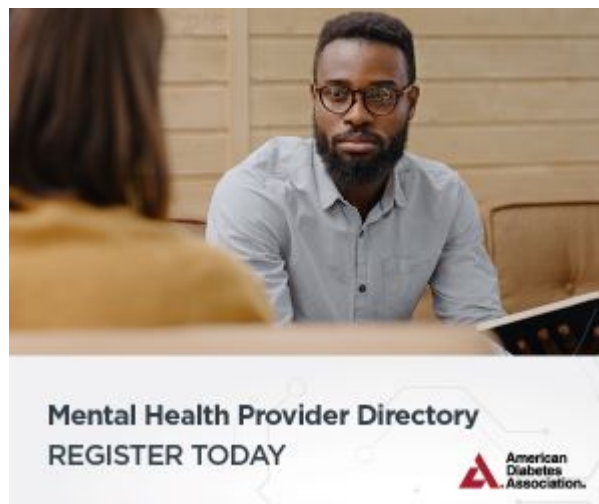 Mental Health Provider Directory
REGISTER TODAY
American
Diabetes
Association.